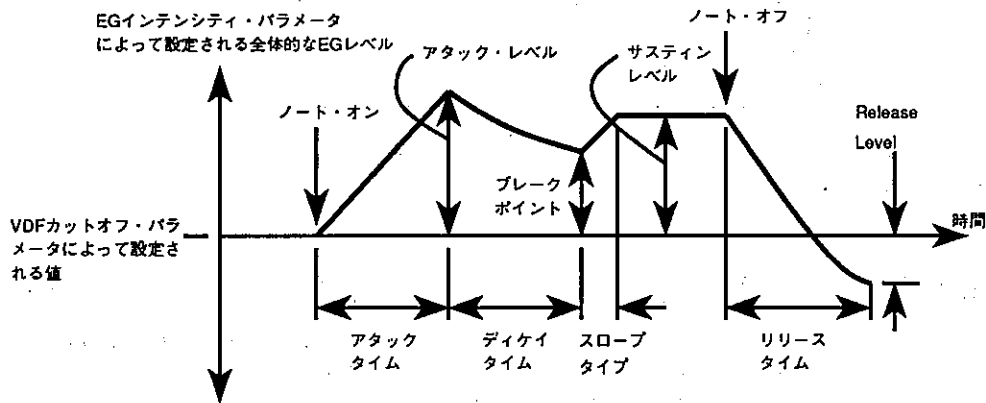 EGインテンシティ・パラメータ
によって設定される全体的なEGレベル
ノート・オフ
アタック・レベル
サスティン
レベル
ノート・オン
Release
Level
ブレーク
ポイント
VDFカットオフ・パラ
メータによって設定さ
れる値
時間
アタック
タイム
ディケイ
タイム
スロープ
タイプ
リリース
タイム